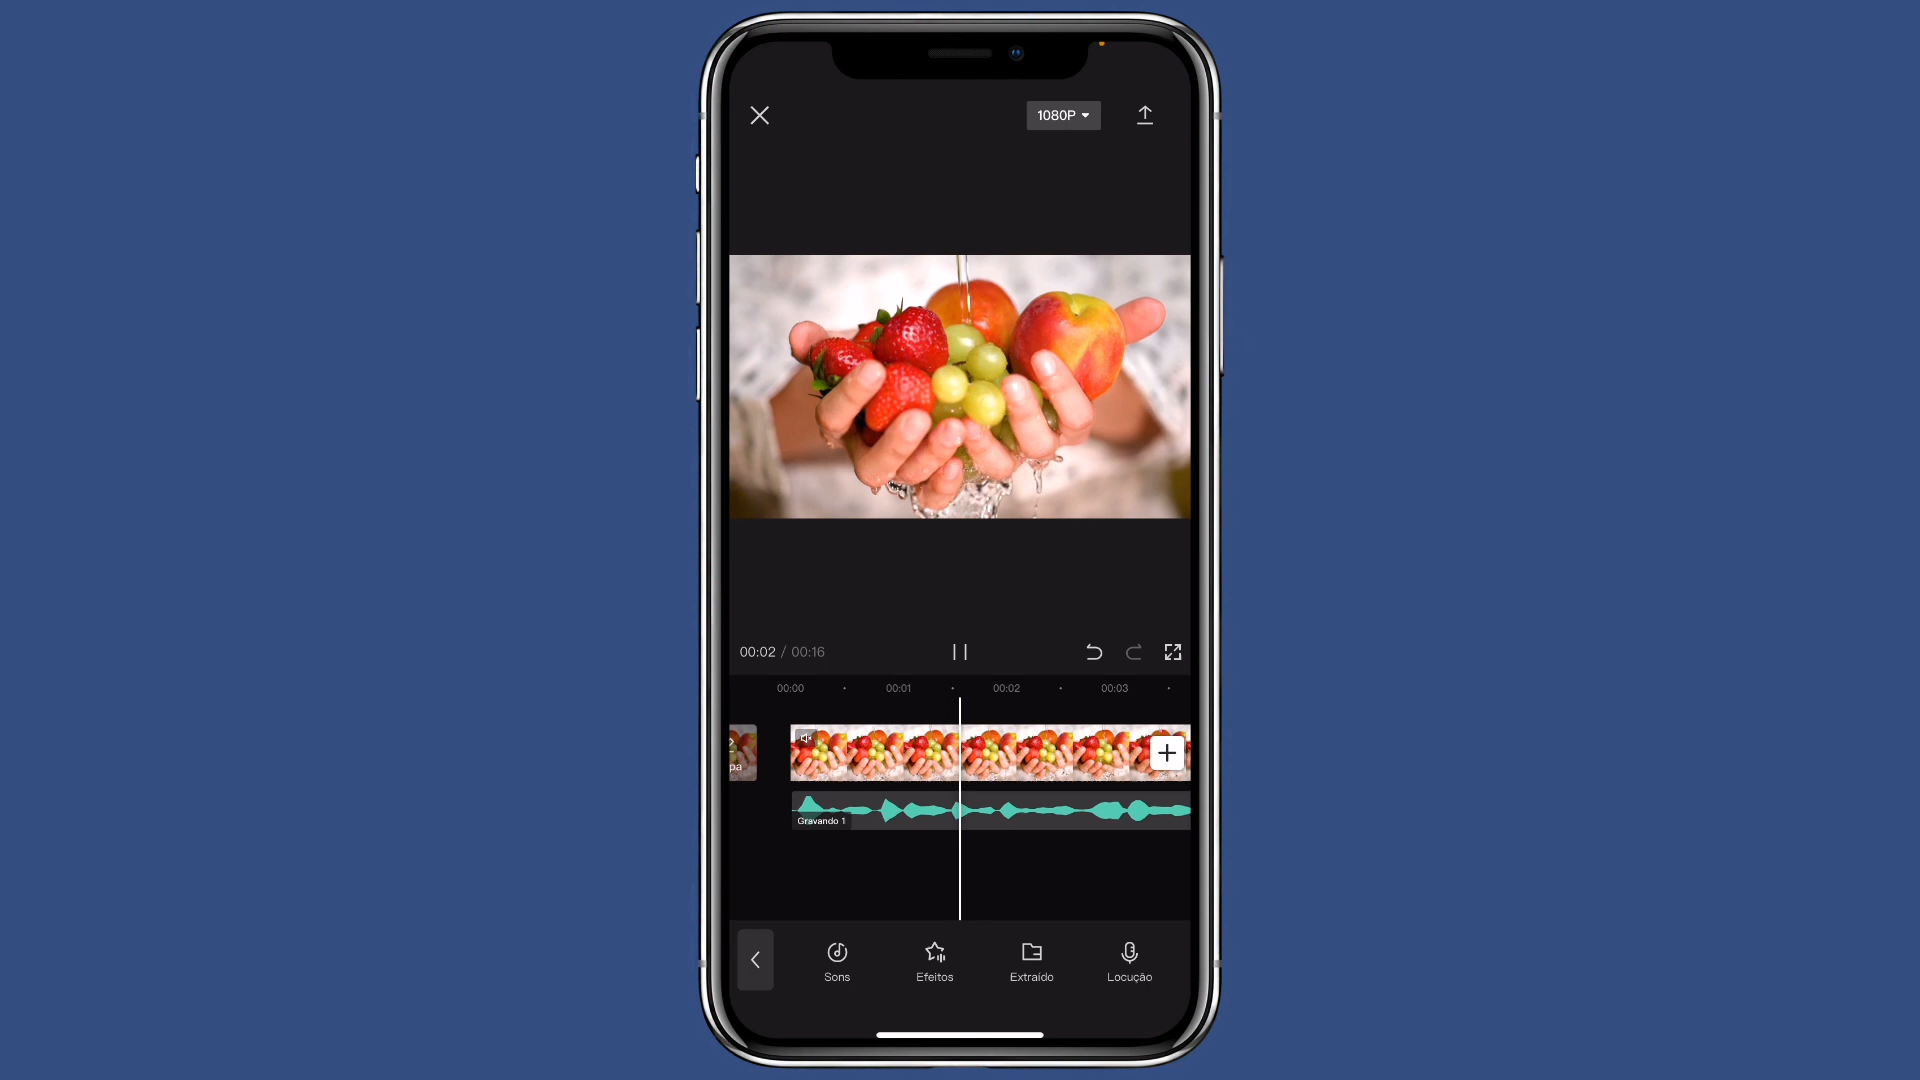 1080P
00:02 / 00:16
00:00 00:01 00:02 00:03
pa
Gravando 1
Sons Efeitos Extraído Locução